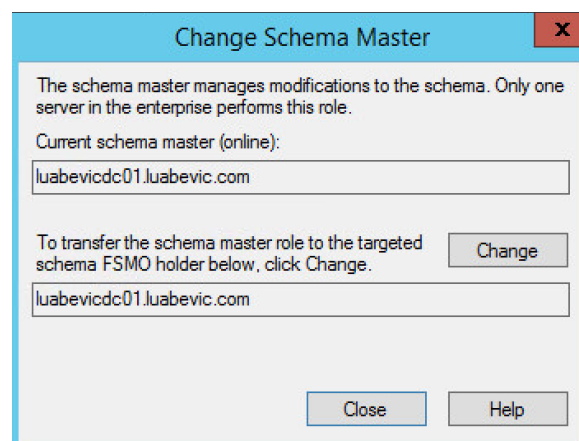 Change Schema Master
x
The schema master manages modifications to the schema. Only one
server in the enterprise performs this role.
Current schema master (online):
luabevicdc01.luabevic.com
To transfer the schema master role to the targeted
schema FSMO holder below, click Change.
Change
luabevicdc01.luabevic.com
Close
Help